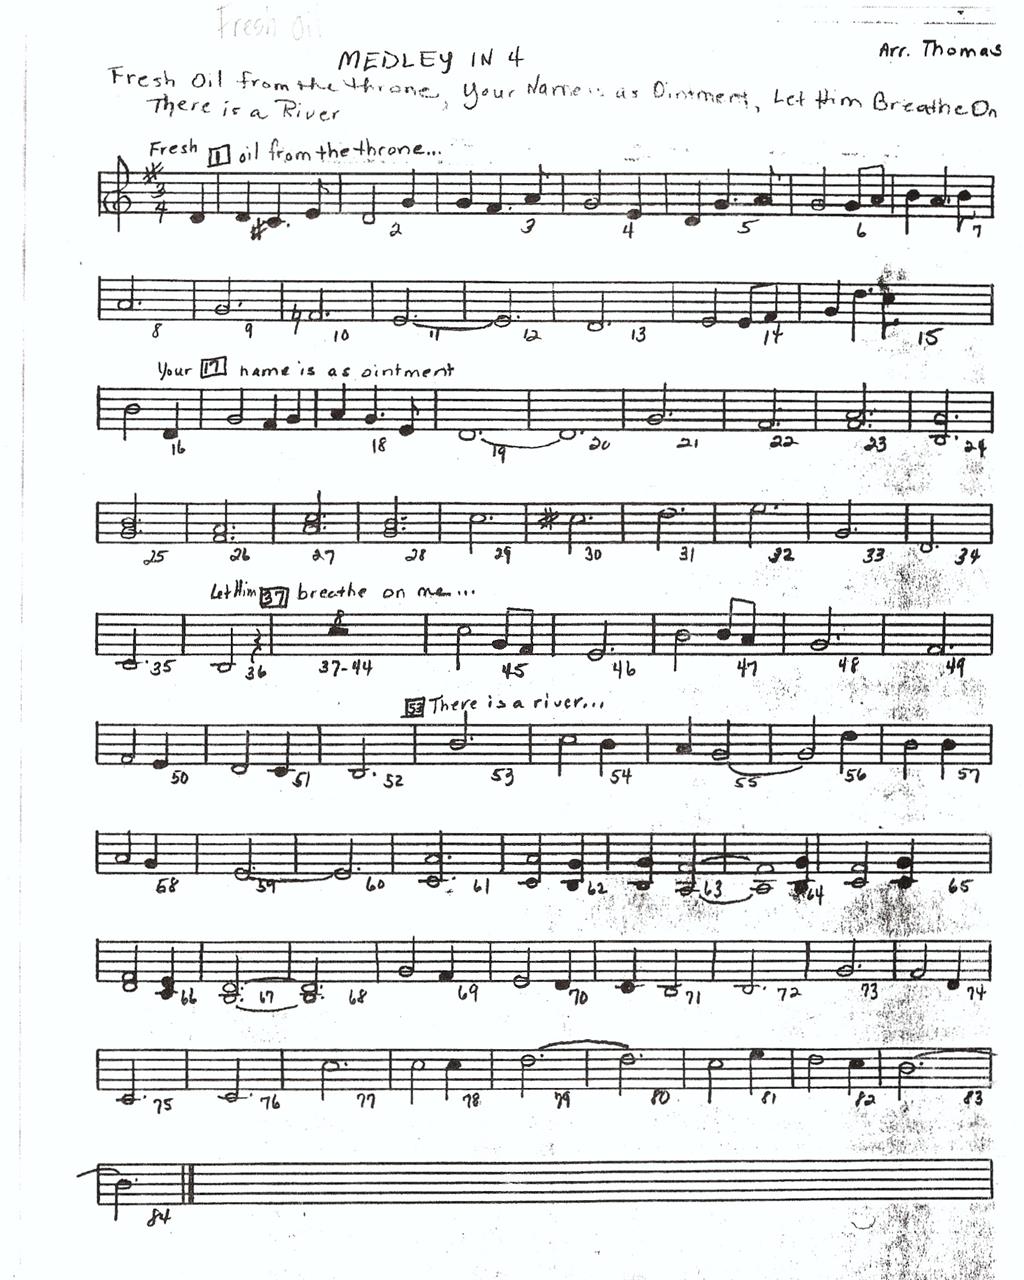 Fresh Oil
MEDLEY IN 4
Arr. Thomas
Fresh Oil from the throne, Your Name is as Ointment, Let Him Breathe On
There is a River
Fresh 1 oil from the throne...
3
4
2 3 4 5 6 7
8 9 10 11 12 13 14 15
Your 17 name is as ointment
16 18 19 20 21 22 23 24
25 26 27 28 29 30 31 32 33 34
Let Him 37 breathe on me...
8
35 36 37-44 45 46 47 48 49
53 There is a river...
50 51 52 53 54 55 56 57
58 59 60 61 62 63 64 65
66 67 68 69 70 71 72 73 74
75 76 77 78 79 80 81 82 83
84